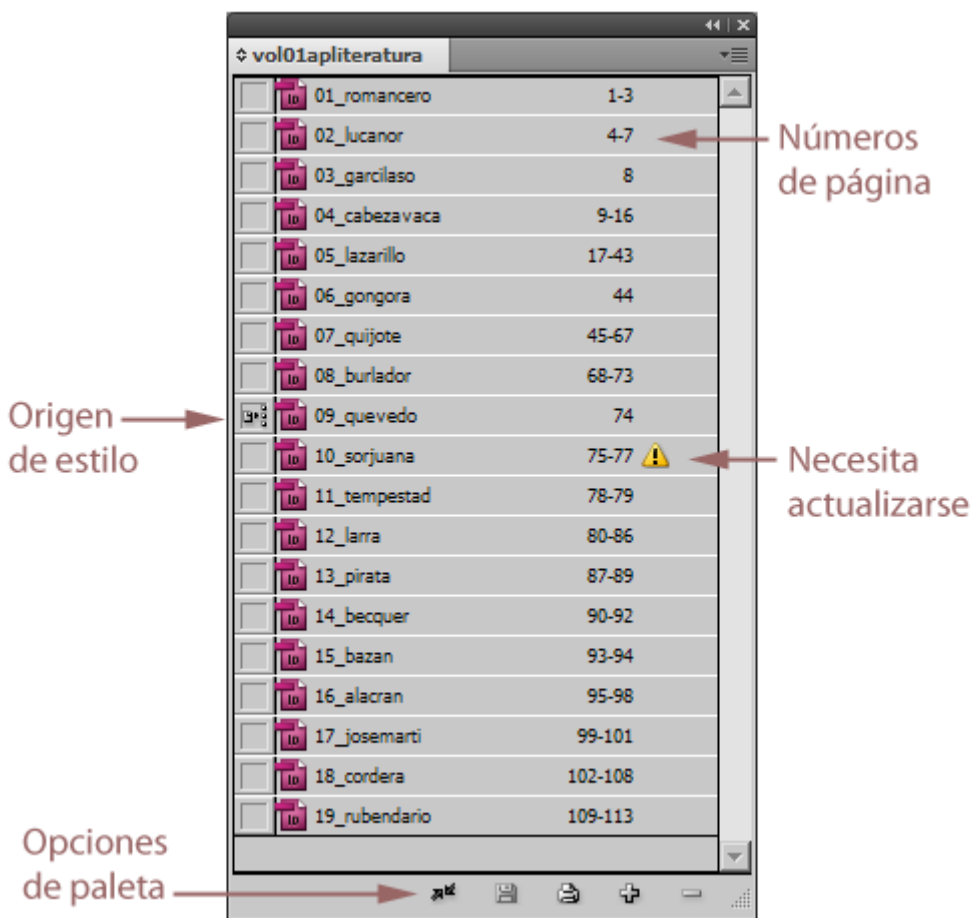 vol01apliteratura
01_romancero 1-3
02_lucanor 4-7
Números
de página
03_garcilaso 8
04_cabezavaca 9-16
05_lazarillo 17-43
06_gongora 44
07_quijote 45-67
08_burlador 68-73
Origen
de estilo
09_quevedo 74
10_sorjuana 75-77
Necesita
actualizarse
11_tempestad 78-79
12_larra 80-86
13_pirata 87-89
14_becquer 90-92
15_bazan 93-94
16_alacran 95-98
17_josemarti 99-101
18_cordera 102-108
19_rubendario 109-113
Opciones
de paleta